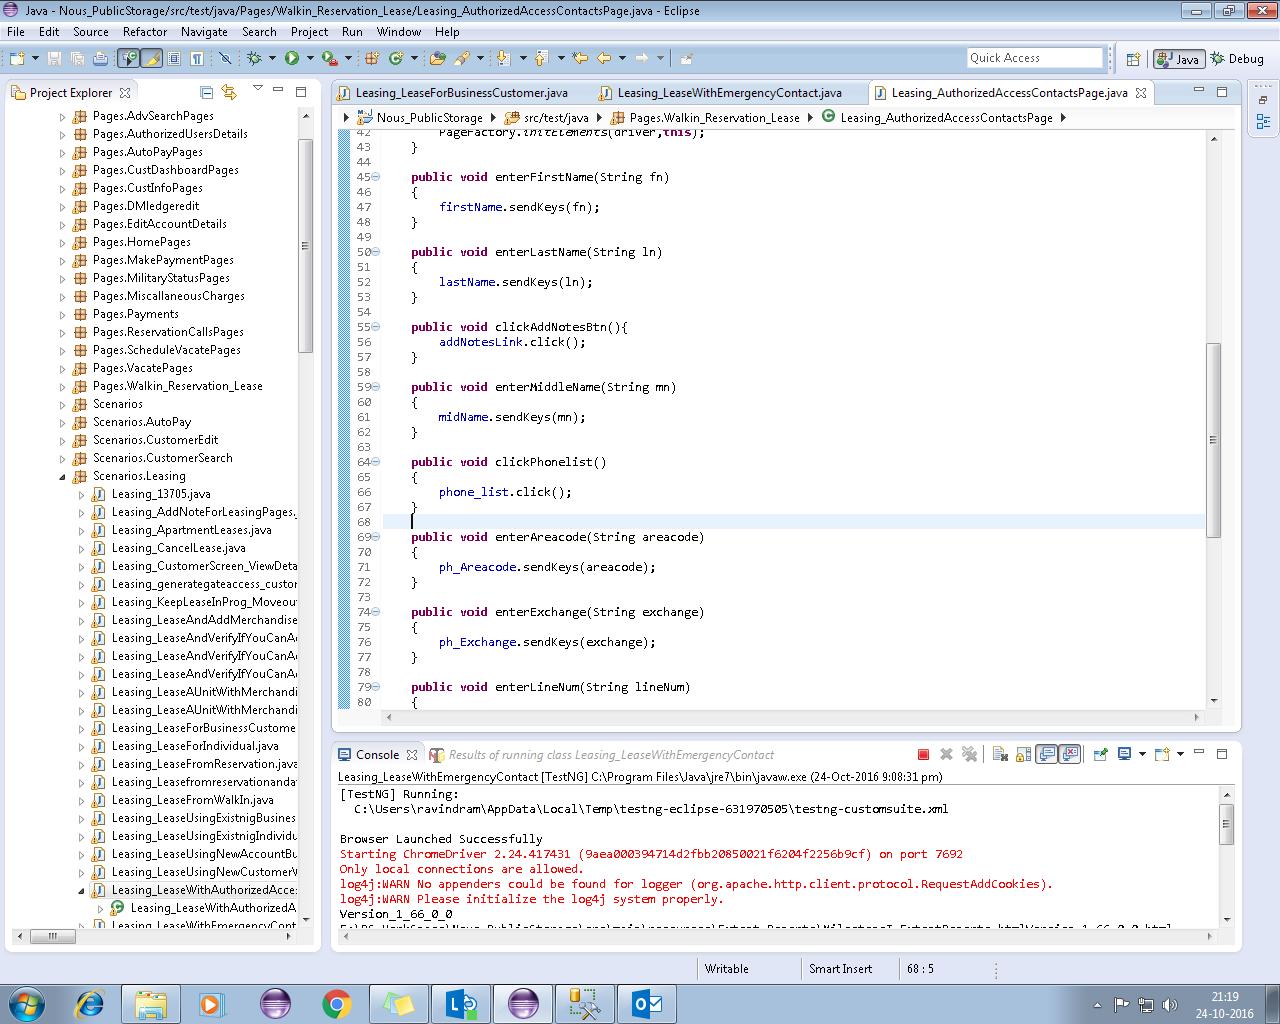 Java - Nous_PublicStorage/src/test/java/Pages/Walkin_Reservation_Lease/Leasing_AuthorizedAccessContactsPage.java - Eclipse
File Edit Source Refactor Navigate Search Project Run Window Help
Quick Access
Java
Debug
Project Explorer
Pages.AdvSearchPages
Pages.AuthorizedUsersDetails
Pages.AutoPayPages
Pages.CustDashboardPages
Pages.CustInfoPages
Pages.DMledgeredit
Pages.EditAccountDetails
Pages.HomePages
Pages.MakePaymentPages
Pages.MilitaryStatusPages
Pages.MiscallaneousCharges
Pages.Payments
Pages.ReservationCallsPages
Pages.ScheduleVacatePages
Pages.VacatePages
Pages.Walkin_Reservation_Lease
Scenarios
Scenarios.AutoPay
Scenarios.CustomerEdit
Scenarios.CustomerSearch
Scenarios.Leasing
Leasing_13705.java
Leasing_AddNoteForLeasingPages.
Leasing_ApartmentLeases.java
Leasing_CancelLease.java
Leasing_CustomerScreen_ViewDeta
Leasing_generategateaccess_custor
Leasing_KeepLeaseInProg_Moveou
Leasing_LeaseAndAddMerchandise
Leasing_LeaseAndVerifyIfYouCanA
Leasing_LeaseAndVerifyIfYouCanA
Leasing_LeaseAndVerifyIfYouCanA
Leasing_LeaseAUnitWithMerchandi
Leasing_LeaseAUnitWithMerchandi
Leasing_LeaseForBusinessCustome
Leasing_LeaseForIndividual.java
Leasing_LeaseFromReservation.java
Leasing_Leasefromreservationanda
Leasing_LeaseFromWalkIn.java
Leasing_LeaseUsingExistnigBusines
Leasing_LeaseUsingExistnigIndividu
Leasing_LeaseUsingNewAccountBu
Leasing_LeaseUsingNewCustomer
Leasing_LeaseWithAuthorizedAcce
Leasing_LeaseWithAuthorizedA
Leasing_LeaseWithEmergencyCont
Leasing_LeaseForBusinessCustomer.java
Leasing_LeaseWithEmergencyContact.java
Leasing_AuthorizedAccessContactsPage.java
Nous_PublicStorage src/test/java Pages.Walkin_Reservation_Lease Leasing_AuthorizedAccessContactsPage
42 PageFactory.initElements(driver,this);
43 }
44
45 public void enterFirstName(String fn)
46 {
47 firstName.sendKeys(fn);
48 }
49
50 public void enterLastName(String ln)
51 {
52 lastName.sendKeys(ln);
53 }
54
55 public void clickAddNotesBtn(){
56 addNotesLink.click();
57 }
58
59 public void enterMiddleName(String mn)
60 {
61 midName.sendKeys(mn);
62 }
63
64 public void clickPhonelist()
65 {
66 phone_list.click();
67 }
68
69 public void enterAreacode(String areacode)
70 {
71 ph_Areacode.sendKeys(areacode);
72 }
73
74 public void enterExchange(String exchange)
75 {
76 ph_Exchange.sendKeys(exchange);
77 }
78
79 public void enterLineNum(String lineNum)
80 {
Console
Results of running class Leasing_LeaseWithEmergencyContact
Leasing_LeaseWithEmergencyContact [TestNG] C:\Program Files\Java\jre7\bin\javaw.exe (24-Oct-2016 9:08:31 pm)
[TestNG] Running:
C:\Users\ravindram\AppData\Local\Temp\testng-eclipse-631970505\testng-customsuite.xml
Browser Launched Successfully
Starting ChromeDriver 2.24.417431 (9aea000394714d2fbb20850021f6204f2256b9cf) on port 7692
Only local connections are allowed.
log4j:WARN No appenders could be found for logger (org.apache.http.client.protocol.RequestAddCookies).
log4j:WARN Please initialize the log4j system properly.
Version_1_66_0_0
Writable
Smart Insert
68 : 5
21:19
24-10-2016